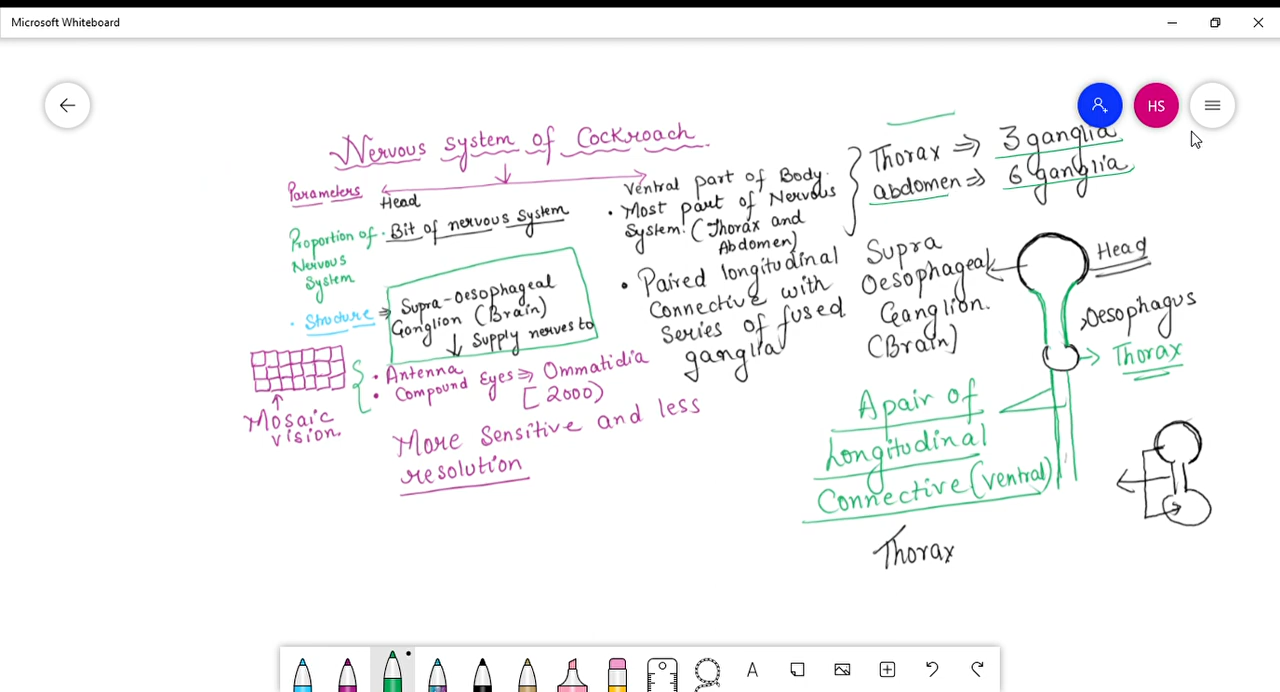 Microsoft Whiteboard
HS
Nervous system of Cockroach
Parameters
Head
Proportion of
Nervous
System
Bit of nervous system
Structure
Supra-Oesophageal
Ganglion (Brain)
Supply nerves to
Antenna
Compound Eyes ⇒ Ommatidia
[2000)
Mosaic
vision.
More Sensitive and less
resolution
Ventral part of Body.
Most part of Nervous
System. (Thorax and
Abdomen)
Paired longitudinal
Connective with
Series of fused
ganglia
Thorax ⇒ 3 ganglia
abdomen ⇒ 6 ganglia
Supra
Oesophageal
Ganglion.
(Brain)
Head
Oesophagus
Thorax
A pair of
Longitudinal
Connective (ventral)
Thorax
A